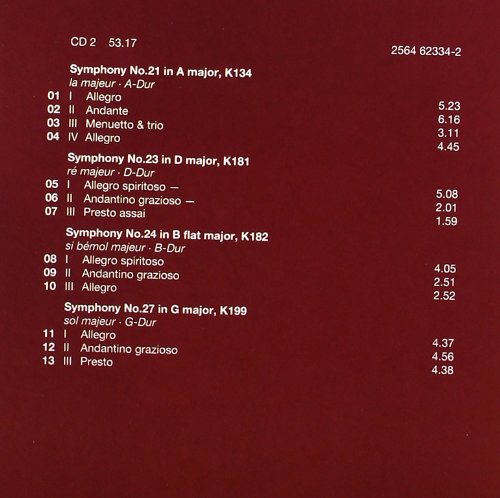 CD 2 53.17 2564 62334-2
Symphony No.21 in A major, K134
la majeur · A-Dur
01 I Allegro 5.23
02 II Andante 6.16
03 III Menuetto & trio 3.11
04 IV Allegro 4.45
Symphony No.23 in D major, K181
ré majeur · D-Dur
05 I Allegro spiritoso — 5.08
06 II Andantino grazioso — 2.01
07 III Presto assai 1.59
Symphony No.24 in B flat major, K182
si bémol majeur · B-Dur
08 I Allegro spiritoso 4.05
09 II Andantino grazioso 2.51
10 III Allegro 2.52
Symphony No.27 in G major, K199
sol majeur · G-Dur
11 I Allegro 4.37
12 II Andantino grazioso 4.56
13 III Presto 4.38